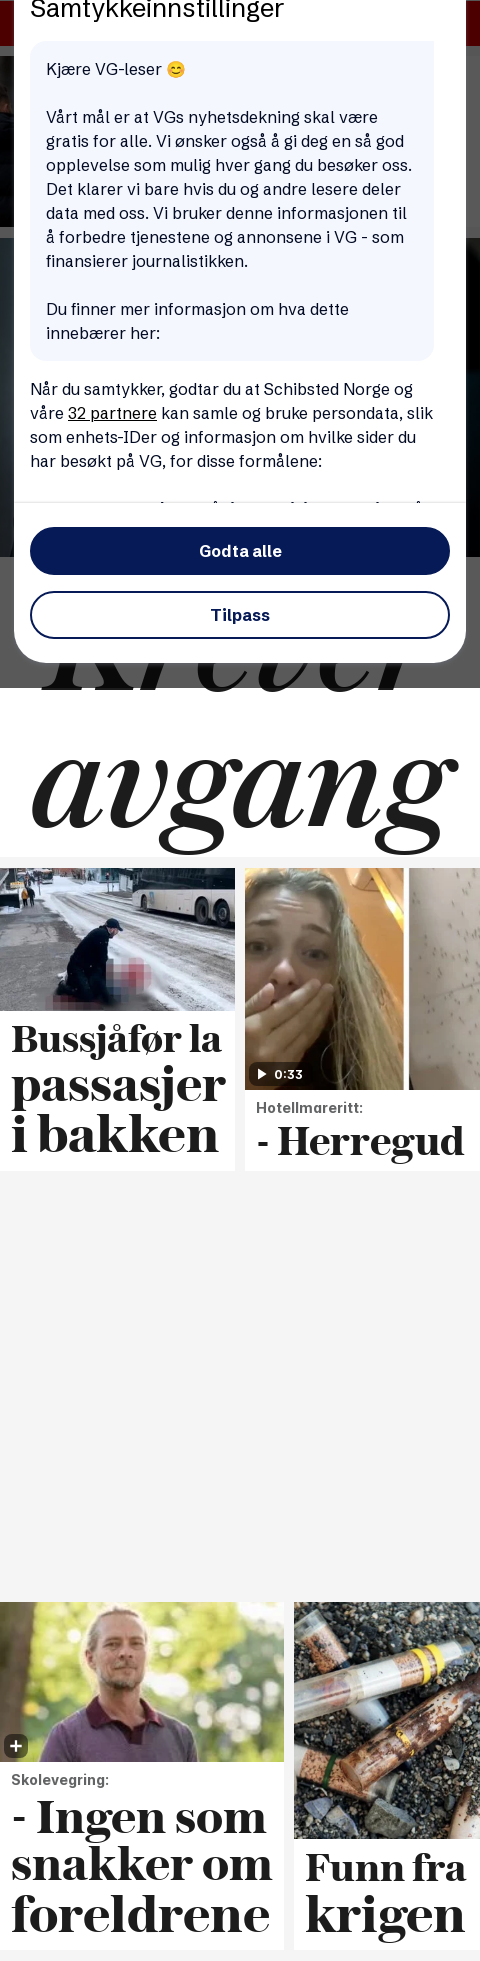 Samtykkeinnstillinger
Kjære VG-leser 😊
Vårt mål er at VGs nyhetsdekning skal være
gratis for alle. Vi ønsker også å gi deg en så god
opplevelse som mulig hver gang du besøker oss.
Det klarer vi bare hvis du og andre lesere deler
data med oss. Vi bruker denne informasjonen til
å forbedre tjenestene og annonsene i VG - som
finansierer journalistikken.
Du finner mer informasjon om hva dette
innebærer her:
Når du samtykker, godtar du at Schibsted Norge og
våre 32 partnere kan samle og bruke persondata, slik
som enhets-IDer og informasjon om hvilke sider du
har besøkt på VG, for disse formålene:
Godta alle
Tilpass
Krever
avgang
Bussjåfør la
passasjer
i bakken
0:33
Hotellmareritt:
- Herregud
Skolevegring:
- Ingen som
snakker om
foreldrene
Funn fra
krigen